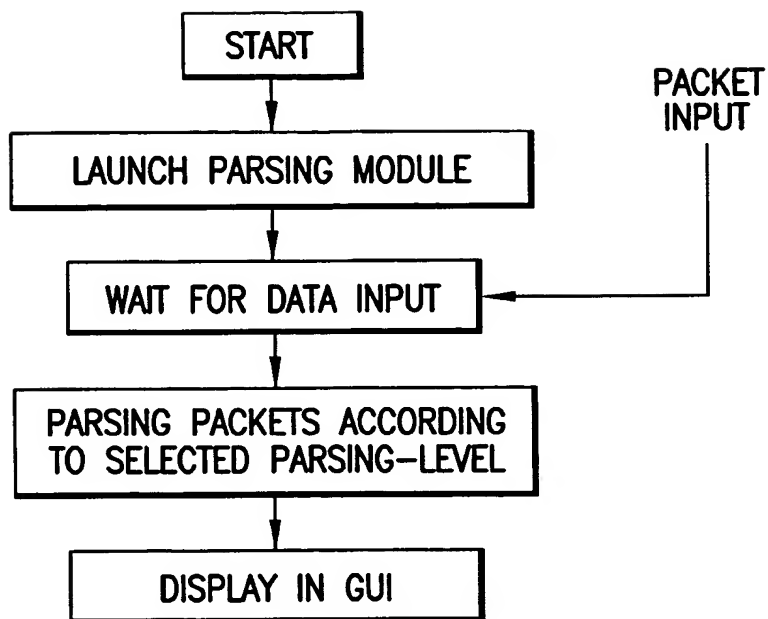 START
PACKET
INPUT
LAUNCH PARSING MODULE
WAIT FOR DATA INPUT
PARSING PACKETS ACCORDING
TO SELECTED PARSING-LEVEL
DISPLAY IN GUI